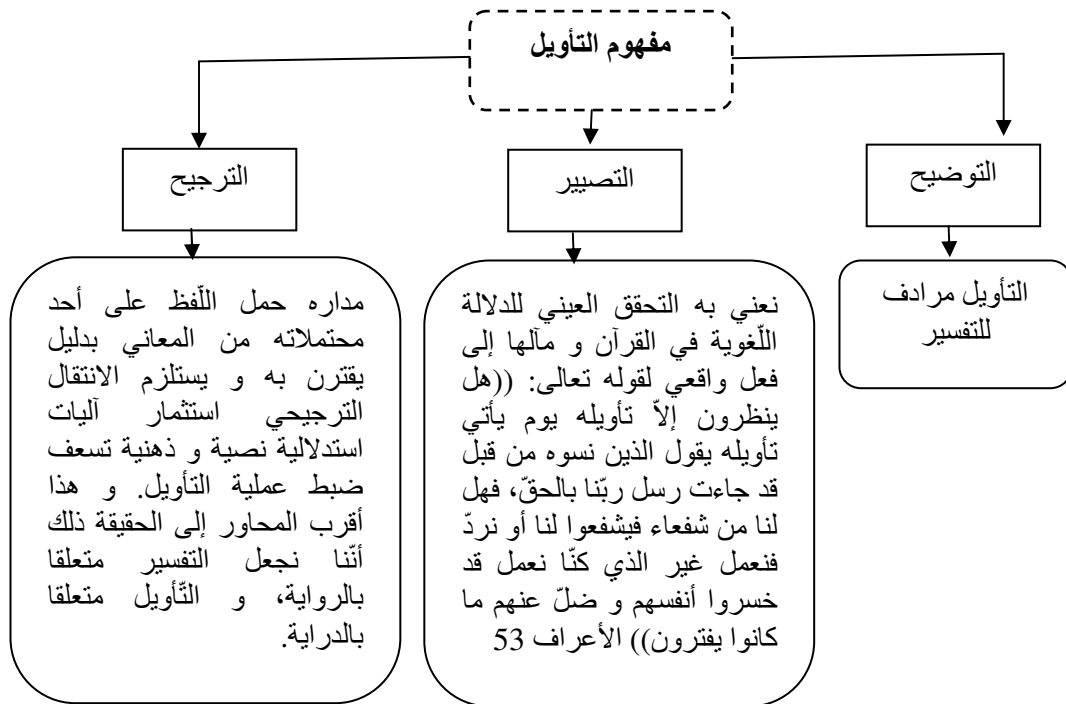 مفهوم التأويل
التوضيح
التصيير
الترجيح
التأويل مرادف
للتفسير
نعني به التحقق العيني للدلالة
اللّغوية في القرآن و مآلها إلى
فعل واقعي لقوله تعالى: ((هل
ينظرون إلاّ تأويله يوم يأتي
تأويله يقول الذين نسوه من قبل
قد جاءت رسل ربّنا بالحقّ، فهل
لنا من شفعاء فيشفعوا لنا أو نردّ
فنعمل غير الذي كنّا نعمل قد
خسروا أنفسهم و ضلّ عنهم ما
كانوا يفترون)) الأعراف 53
مداره حمل اللّفظ على أحد
محتملاته من المعاني بدليل
يقترن به و يستلزم الانتقال
الترجيحي استثمار آليات
استدلالية نصية و ذهنية تسعف
ضبط عملية التأويل. و هذا
أقرب المحاور إلى الحقيقة ذلك
أنّنا نجعل التفسير متعلقا
بالرواية، و التّأويل متعلقا
بالدراية.